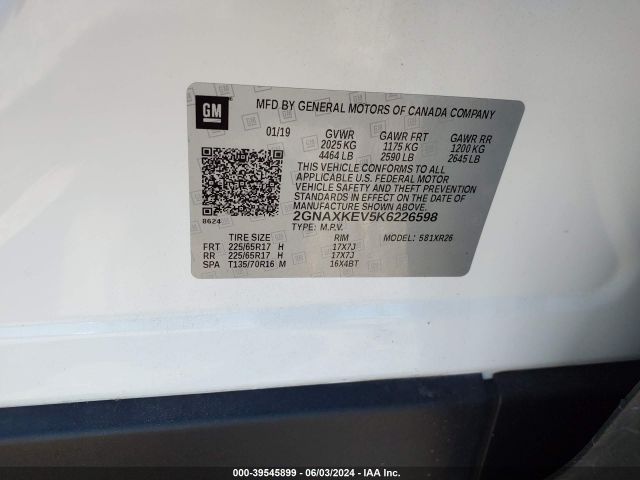 GM
MFD BY GENERAL MOTORS OF CANADA COMPANY
01/19 GVWR GAWR FRT GAWR RR
2025 KG 1175 KG 1200 KG
4464 LB 2590 LB 2645 LB
THIS VEHICLE CONFORMS TO ALL
APPLICABLE U.S. FEDERAL MOTOR
VEHICLE SAFETY AND THEFT PREVENTION
STANDARDS IN EFFECT ON THE DATE OF
MANUFACTURE SHOWN ABOVE.
8624 2GNAXKEV5K6226598
TYPE: M.P.V. MODEL: 581XR26
TIRE SIZE RIM
FRT 225/65R17 H 17X7J
RR 225/65R17 H 17X7J
SPA T135/70R16 M 16X4BT
000-39545899 - 06/03/2024 - IAA Inc.